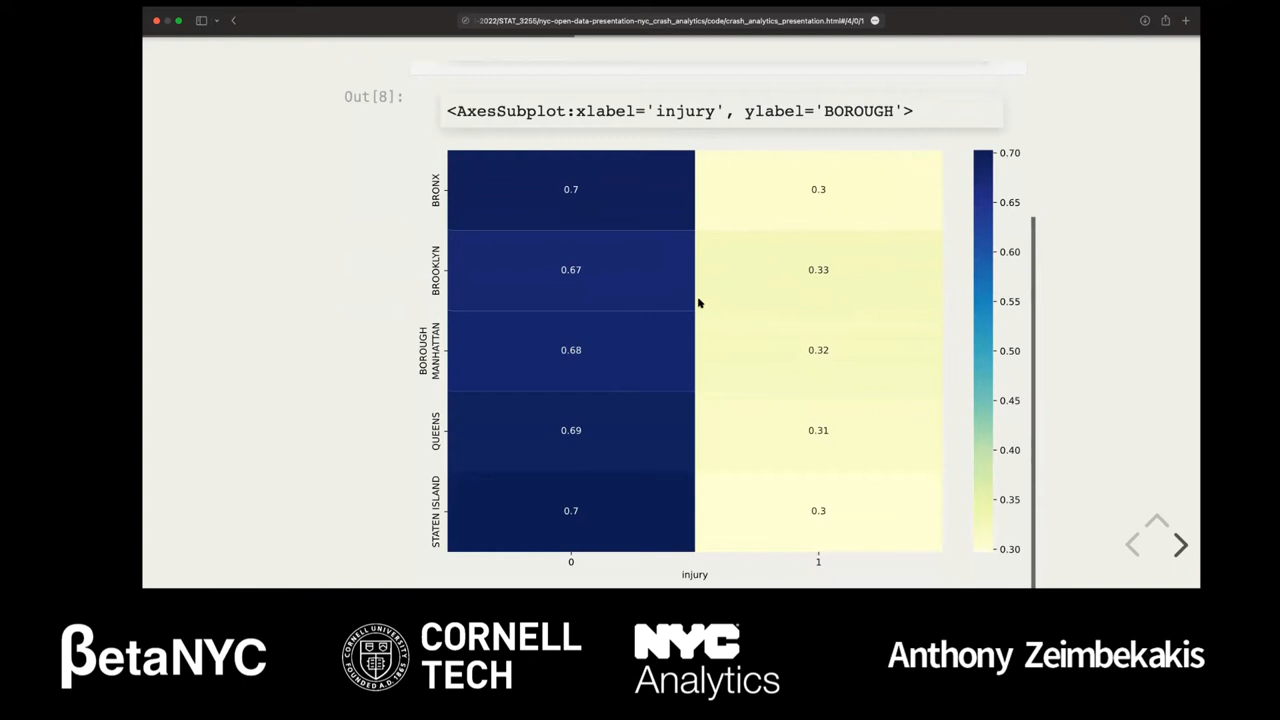 -2022/STAT_3255/nyc-open-data-presentation-nyc_crash_analytics/code/crash_analytics_presentation.html#/4/0/1
Out[8]:
<AxesSubplot:xlabel='injury', ylabel='BOROUGH'>
BOROUGH
BRONX
0.7
0.3
BROOKLYN
0.67
0.33
MANHATTAN
0.68
0.32
QUEENS
0.69
0.31
STATEN ISLAND
0.7
0.3
0
1
injury
0.70
0.65
0.60
0.55
0.50
0.45
0.40
0.35
0.30
βetaNYC
CORNELL
TECH
NYC
Analytics
Anthony Zeimbekakis